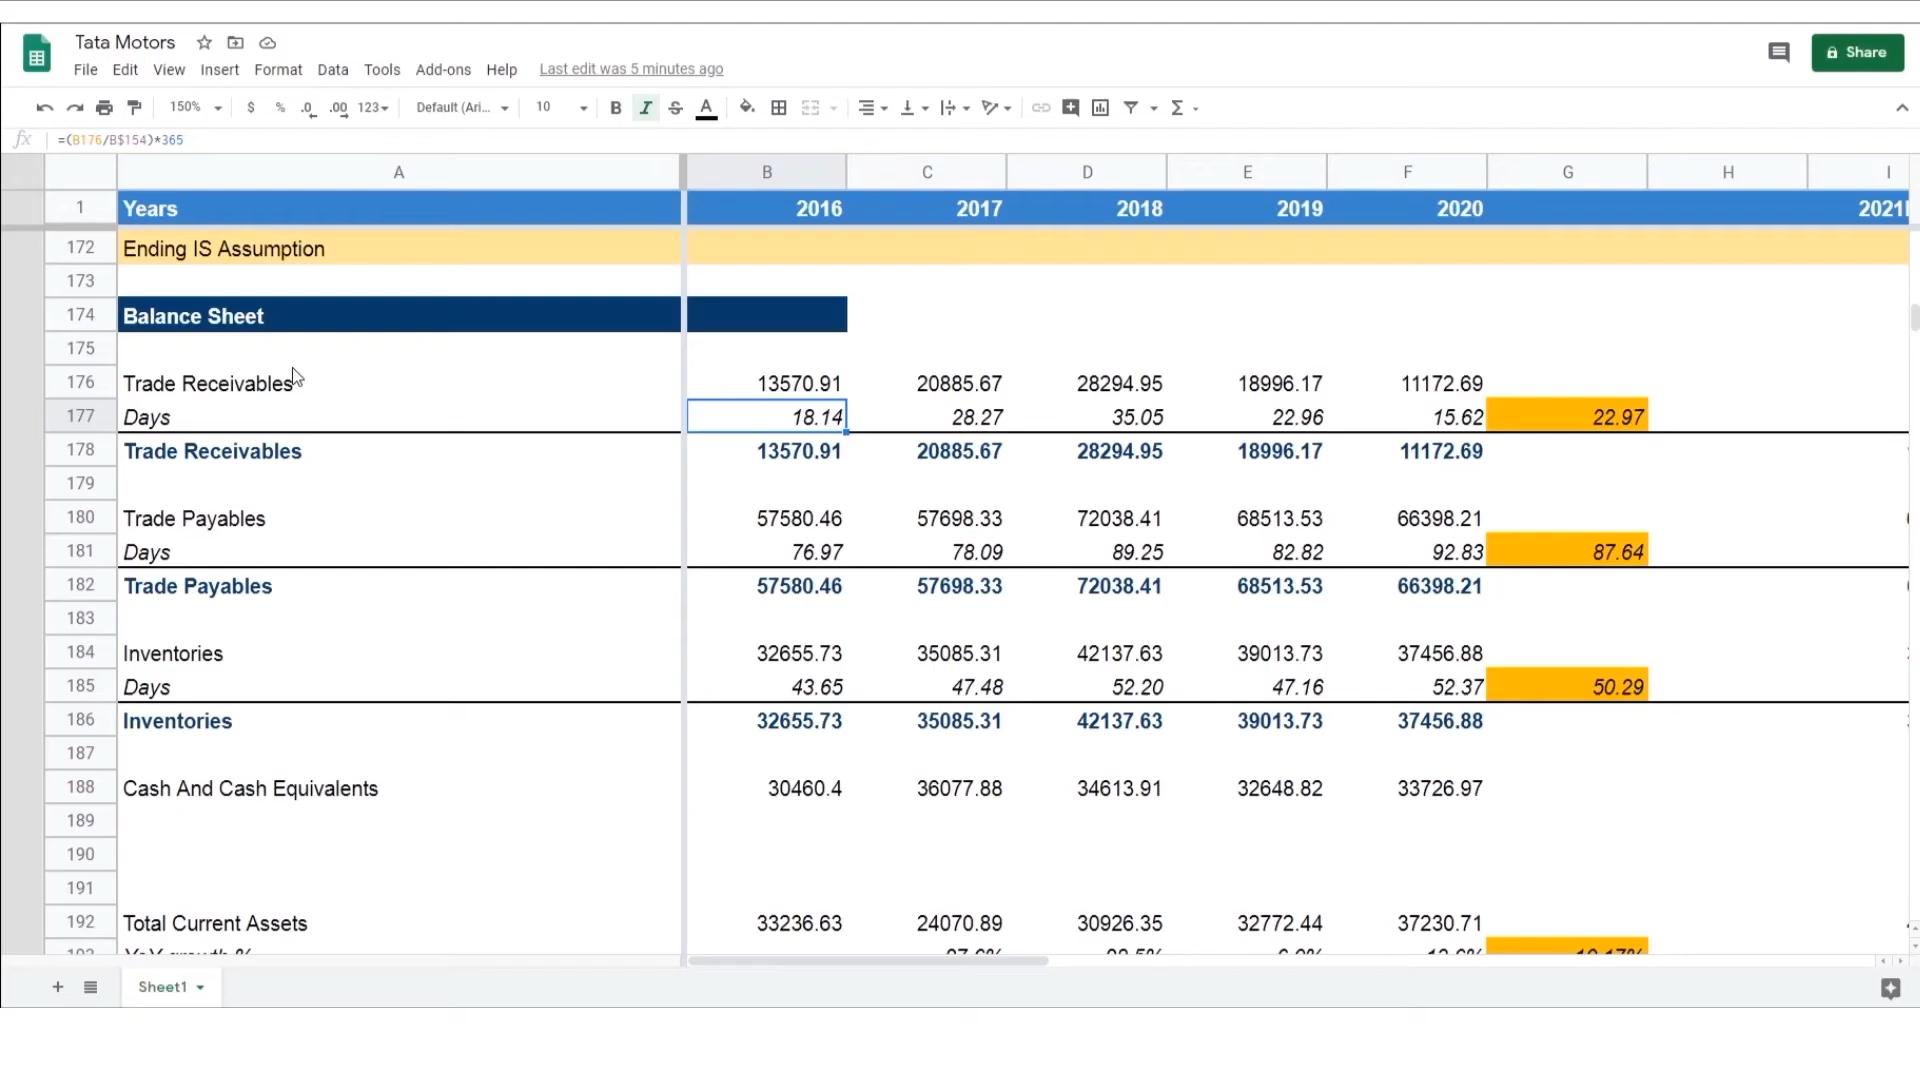 Tata Motors
File Edit View Insert Format Data Tools Add-ons Help Last edit was 5 minutes ago
Share
150% $ % .0 .00 123 Default (Ari... 10 B I S A Σ
fx =(B176/B$154)*365
A B C D E F G H I
1 Years 2016 2017 2018 2019 2020 2021
172 Ending IS Assumption
173
174 Balance Sheet
175
176 Trade Receivables 13570.91 20885.67 28294.95 18996.17 11172.69
177 Days 18.14 28.27 35.05 22.96 15.62 22.97
178 Trade Receivables 13570.91 20885.67 28294.95 18996.17 11172.69
179
180 Trade Payables 57580.46 57698.33 72038.41 68513.53 66398.21
181 Days 76.97 78.09 89.25 82.82 92.83 87.64
182 Trade Payables 57580.46 57698.33 72038.41 68513.53 66398.21
183
184 Inventories 32655.73 35085.31 42137.63 39013.73 37456.88
185 Days 43.65 47.48 52.20 47.16 52.37 50.29
186 Inventories 32655.73 35085.31 42137.63 39013.73 37456.88
187
188 Cash And Cash Equivalents 30460.4 36077.88 34613.91 32648.82 33726.97
189
190
191
192 Total Current Assets 33236.63 24070.89 30926.35 32772.44 37230.71
YoY growth %
+ Sheet1